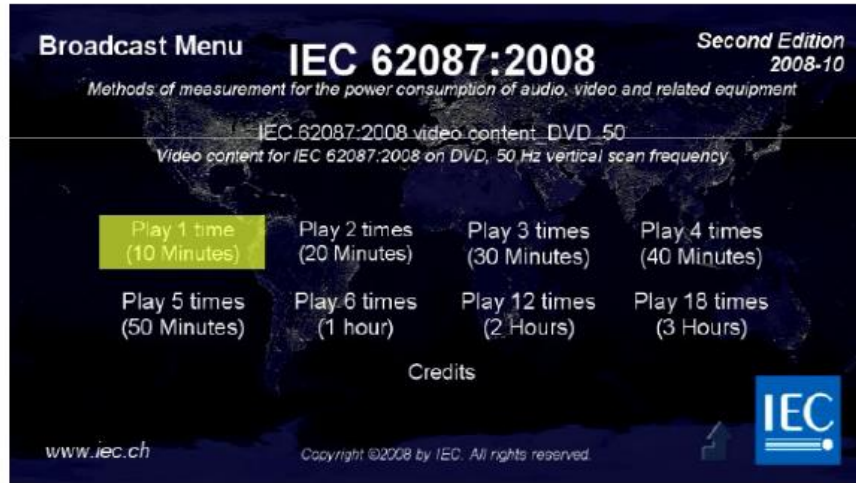 Broadcast Menu
IEC 62087:2008
Second Edition
2008-10
Methods of measurement for the power consumption of audio, video and related equipment
IEC 62087:2008 video content_DVD_50
Video content for IEC 62087:2008 on DVD, 50 Hz vertical scan frequency
Play 1 time
(10 Minutes)
Play 2 times
(20 Minutes)
Play 3 times
(30 Minutes)
Play 4 times
(40 Minutes)
Play 5 times
(50 Minutes)
Play 6 times
(1 hour)
Play 12 times
(2 Hours)
Play 18 times
(3 Hours)
Credits
IEC
www.iec.ch
Copyright ©2008 by IEC. All rights reserved.